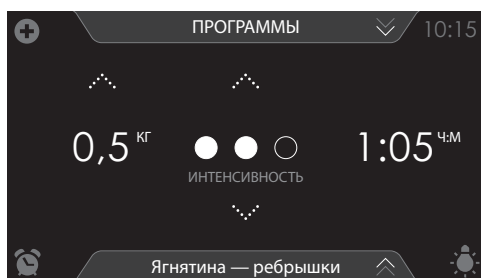 ПРОГРАММЫ
10:15
0,5 КГ
1:05 Ч:М
ИНТЕНСИВНОСТЬ
Ягнятина — ребрышки